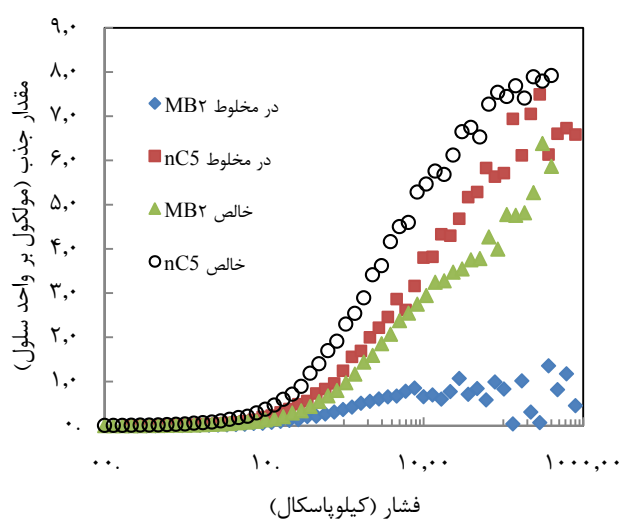 ۹,۰
۸,۰
۷,۰
۶,۰
۵,۰
۴,۰
۳,۰
۲,۰
۱,۰
۰.
مقدار جذب (مولکول بر واحد سلول)
MB۲ در مخلوط
nC5 در مخلوط
MB۲ خالص
nC5 خالص
۰۰. ۱۰. ۱۰,۰۰ ۱۰۰۰,۰۰
فشار (کیلوپاسکال)